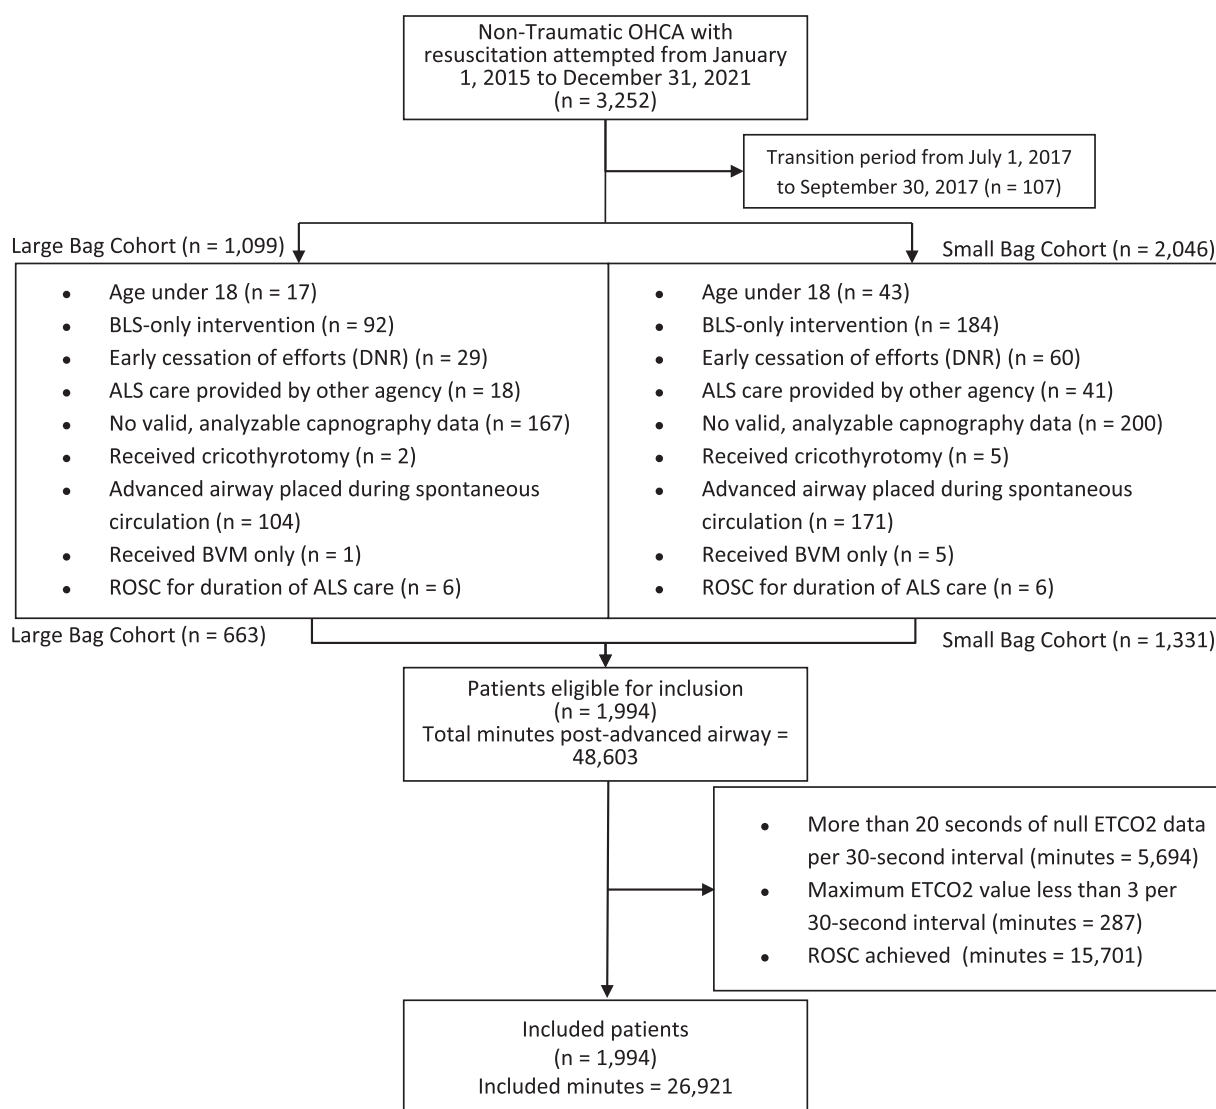 Non-Traumatic OHCA with
resuscitation attempted from January
1, 2015 to December 31, 2021
(n = 3,252)
Transition period from July 1, 2017
to September 30, 2017 (n = 107)
Large Bag Cohort (n = 1,099)
Small Bag Cohort (n = 2,046)
• Age under 18 (n = 17)
• BLS-only intervention (n = 92)
• Early cessation of efforts (DNR) (n = 29)
• ALS care provided by other agency (n = 18)
• No valid, analyzable capnography data (n = 167)
• Received cricothyrotomy (n = 2)
• Advanced airway placed during spontaneous
circulation (n = 104)
• Received BVM only (n = 1)
• ROSC for duration of ALS care (n = 6)
• Age under 18 (n = 43)
• BLS-only intervention (n = 184)
• Early cessation of efforts (DNR) (n = 60)
• ALS care provided by other agency (n = 41)
• No valid, analyzable capnography data (n = 200)
• Received cricothyrotomy (n = 5)
• Advanced airway placed during spontaneous
circulation (n = 171)
• Received BVM only (n = 5)
• ROSC for duration of ALS care (n = 6)
Large Bag Cohort (n = 663)
Small Bag Cohort (n = 1,331)
Patients eligible for inclusion
(n = 1,994)
Total minutes post-advanced airway =
48,603
• More than 20 seconds of null ETCO2 data
per 30-second interval (minutes = 5,694)
• Maximum ETCO2 value less than 3 per
30-second interval (minutes = 287)
• ROSC achieved (minutes = 15,701)
Included patients
(n = 1,994)
Included minutes = 26,921